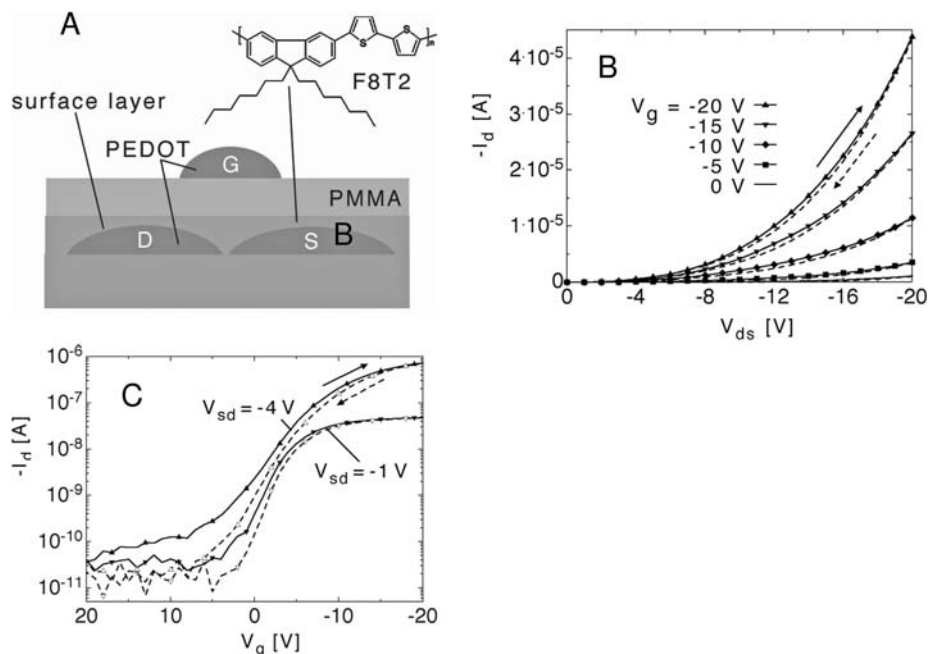 A
[ ]n
S
S
F8T2
surface layer
PEDOT
G
PMMA
D
S
B
B
-I_d [A]
4·10^-5
3·10^-5
2·10^-5
1·10^-5
0
V_g = -20 V
-15 V
-10 V
-5 V
0 V
0 -4 -8 -12 -16 -20
V_ds [V]
C
-I_d [A]
10^-6
10^-7
10^-8
10^-9
10^-10
10^-11
V_sd = -4 V
V_sd = -1 V
20 10 0 -10 -20
V_g [V]